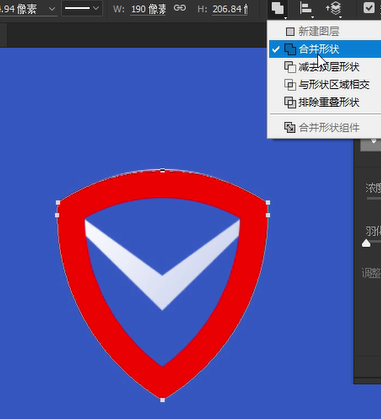 .94 像素 W: 190 像素 H: 206.84 像
新建图层
合并形状
减去顶层形状
与形状区域相交
排除重叠形状
合并形状组件
浓度
羽化
调整